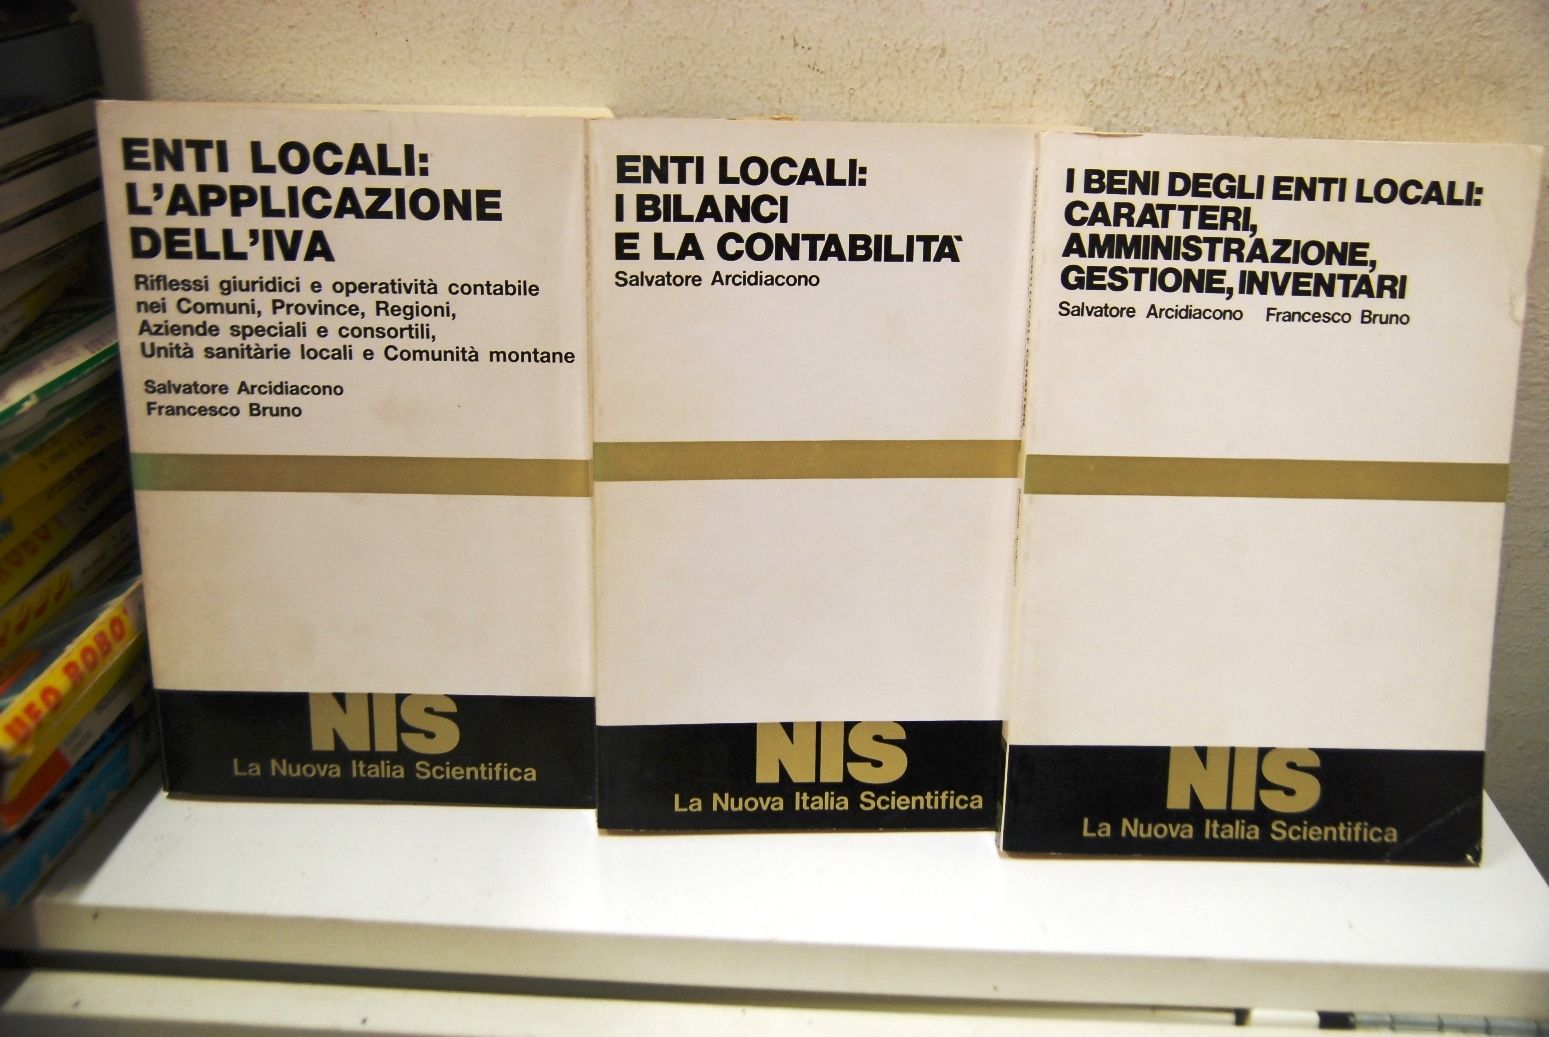 ENTI LOCALI:
L'APPLICAZIONE
DELL'IVA
Riflessi giuridici e operatività contabile
nei Comuni, Province, Regioni,
Aziende speciali e consortili,
Unità sanitàrie locali e Comunità montane
Salvatore Arcidiacono
Francesco Bruno
NIS
La Nuova Italia Scientifica
ENTI LOCALI:
I BILANCI
E LA CONTABILITA`
Salvatore Arcidiacono
NIS
La Nuova Italia Scientifica
I BENI DEGLI ENTI LOCALI:
CARATTERI,
AMMINISTRAZIONE,
GESTIONE, INVENTARI
Salvatore Arcidiacono Francesco Bruno
NIS
La Nuova Italia Scientifica
UFO ROBO'